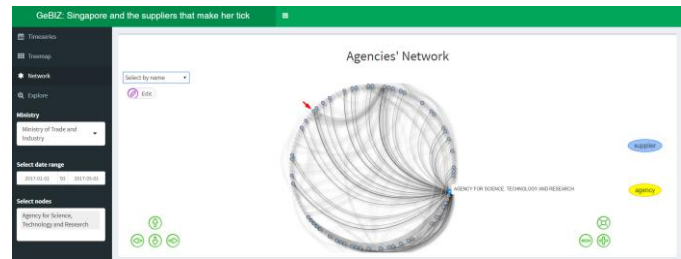 GeBIZ: Singapore and the suppliers that make her tick
Timeseries
Treemap
Network
Explore
Ministry
Ministry of Trade and
Industry
Select date range
2017-01-01 to 2017-05-01
Select nodes
Agency for Science,
Technology and Research
Agencies' Network
Select by name
Edit
AGENCY FOR SCIENCE, TECHNOLOGY AND RESEARCH
supplier
agency